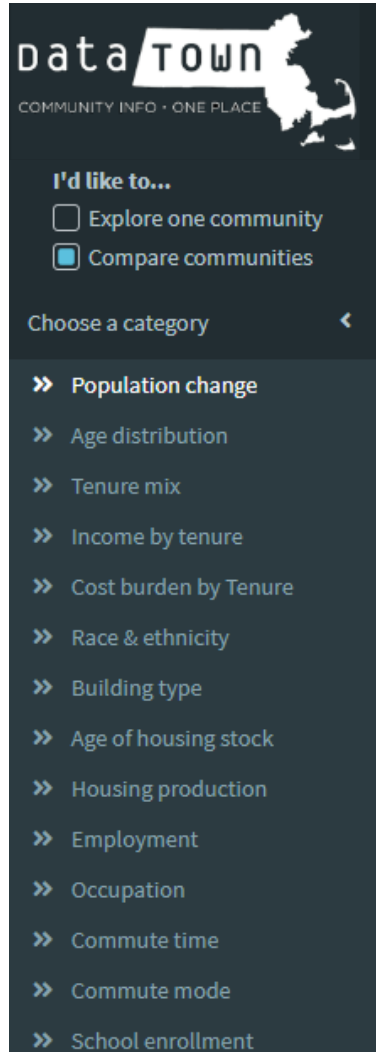 Data TOWN
COMMUNITY INFO · ONE PLACE
I'd like to...
Explore one community
Compare communities
Choose a category
Population change
Age distribution
Tenure mix
Income by tenure
Cost burden by Tenure
Race & ethnicity
Building type
Age of housing stock
Housing production
Employment
Occupation
Commute time
Commute mode
School enrollment